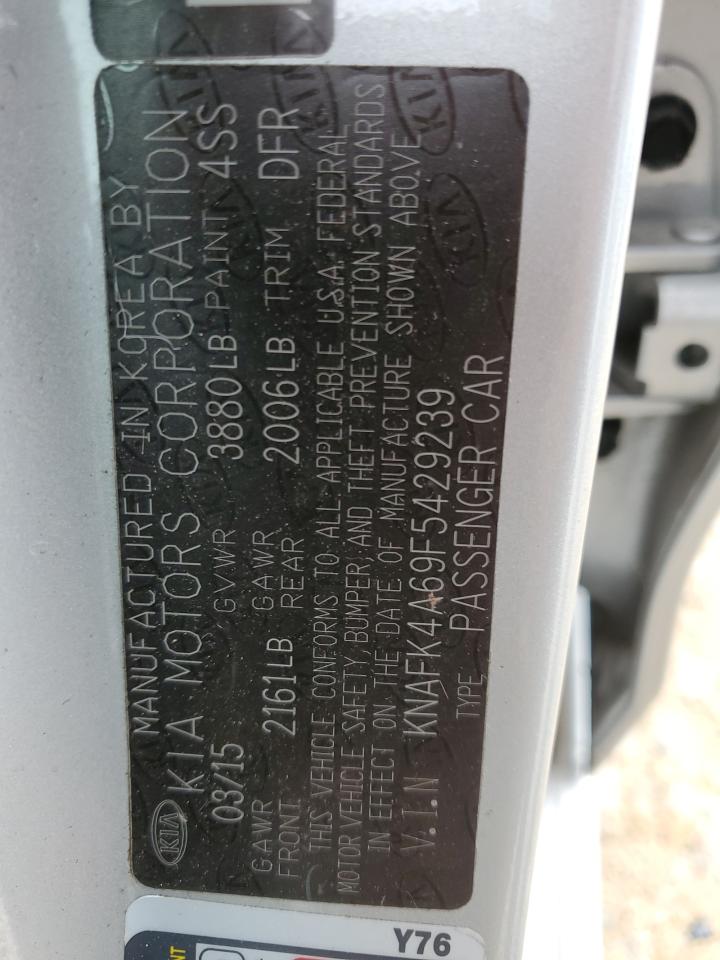 MANUFACTURED IN KOREA BY
KIA KIA MOTORS CORPORATION
03/15 GVWR 3880LB PAINT 4SS
GAWR FRONT 2161LB GAWR REAR 2006LB TRIM DFR
THIS VEHICLE CONFORMS TO ALL APPLICABLE U.S.A. FEDERAL
MOTOR VEHICLE SAFETY, BUMPER AND THEFT PREVENTION STANDARDS
IN EFFECT ON THE DATE OF MANUFACTURE SHOWN ABOVE
V.I.N KNAFK4A69F5429239
TYPE PASSENGER CAR
Y76